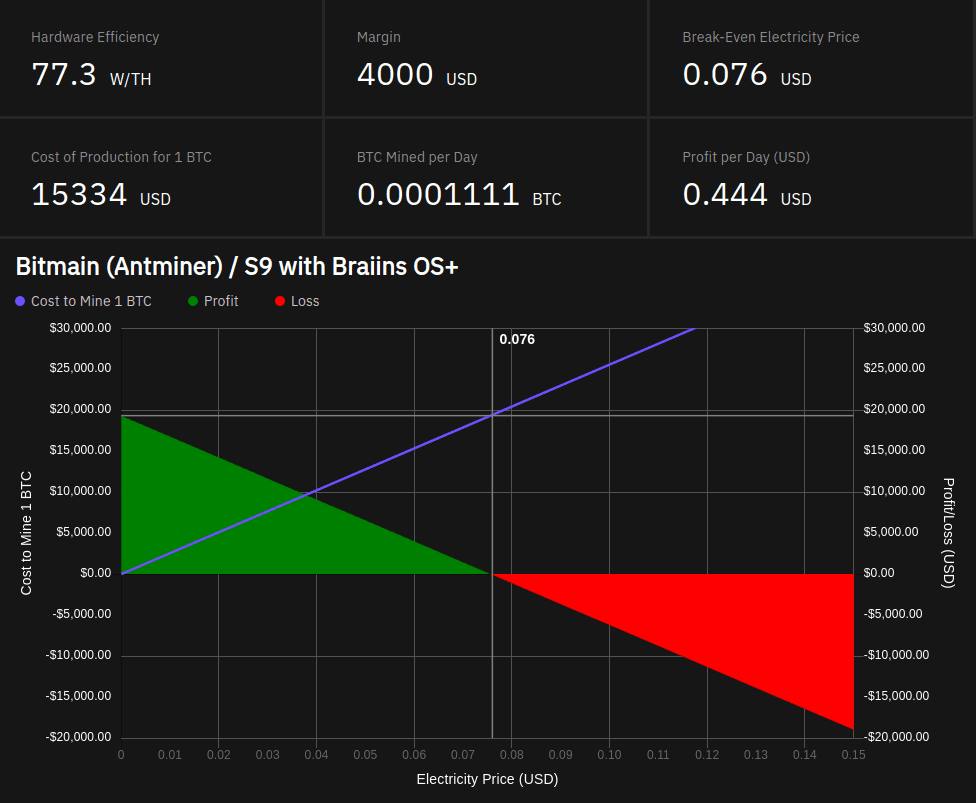 Hardware Efficiency
77.3 W/TH
Margin
4000 USD
Break-Even Electricity Price
0.076 USD
Cost of Production for 1 BTC
15334 USD
BTC Mined per Day
0.0001111 BTC
Profit per Day (USD)
0.444 USD
Bitmain (Antminer) / S9 with Braiins OS+
Cost to Mine 1 BTC
Profit
Loss
$30,000.00
$25,000.00
$20,000.00
$15,000.00
$10,000.00
$5,000.00
$0.00
-$5,000.00
-$10,000.00
-$15,000.00
-$20,000.00
Cost to Mine 1 BTC
0.076
$30,000.00
$25,000.00
$20,000.00
$15,000.00
$10,000.00
$5,000.00
$0.00
-$5,000.00
-$10,000.00
-$15,000.00
-$20,000.00
Profit/Loss (USD)
0 0.01 0.02 0.03 0.04 0.05 0.06 0.07 0.08 0.09 0.10 0.11 0.12 0.13 0.14 0.15
Electricity Price (USD)